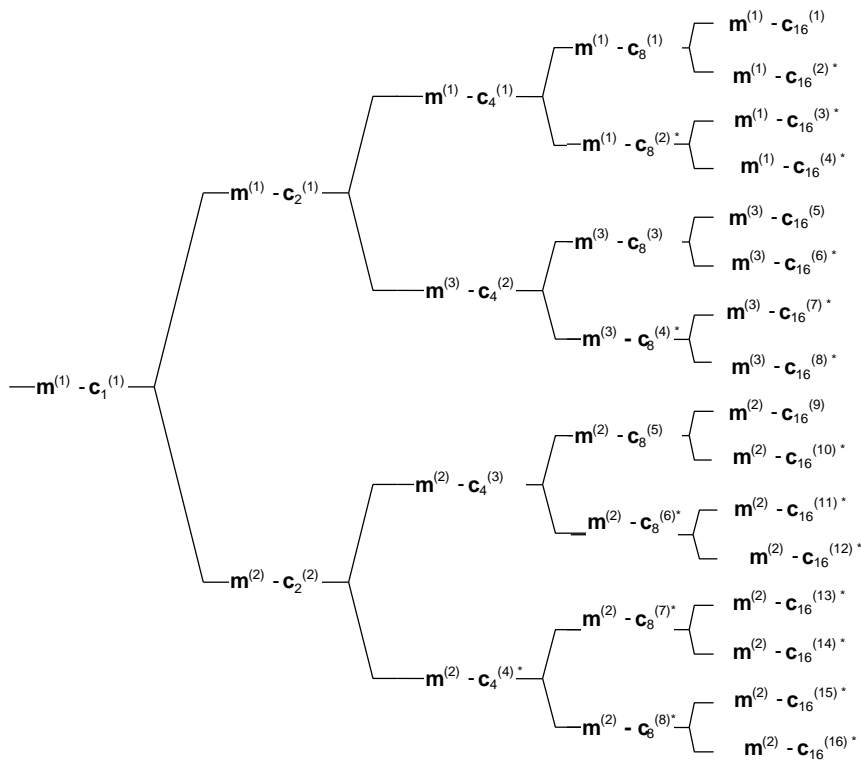 m(1) - c1(1)
m(1) - c2(1)
m(2) - c2(2)
m(1) - c4(1)
m(3) - c4(2)
m(2) - c4(3)
m(2) - c4(4) *
m(1) - c8(1)
m(1) - c8(2) *
m(3) - c8(3)
m(3) - c8(4) *
m(2) - c8(5)
m(2) - c8(6)*
m(2) - c8(7)*
m(2) - c8(8)*
m(1) - c16(1)
m(1) - c16(2) *
m(1) - c16(3) *
m(1) - c16(4) *
m(3) - c16(5)
m(3) - c16(6) *
m(3) - c16(7) *
m(3) - c16(8) *
m(2) - c16(9)
m(2) - c16(10) *
m(2) - c16(11) *
m(2) - c16(12) *
m(2) - c16(13) *
m(2) - c16(14) *
m(2) - c16(15) *
m(2) - c16(16) *